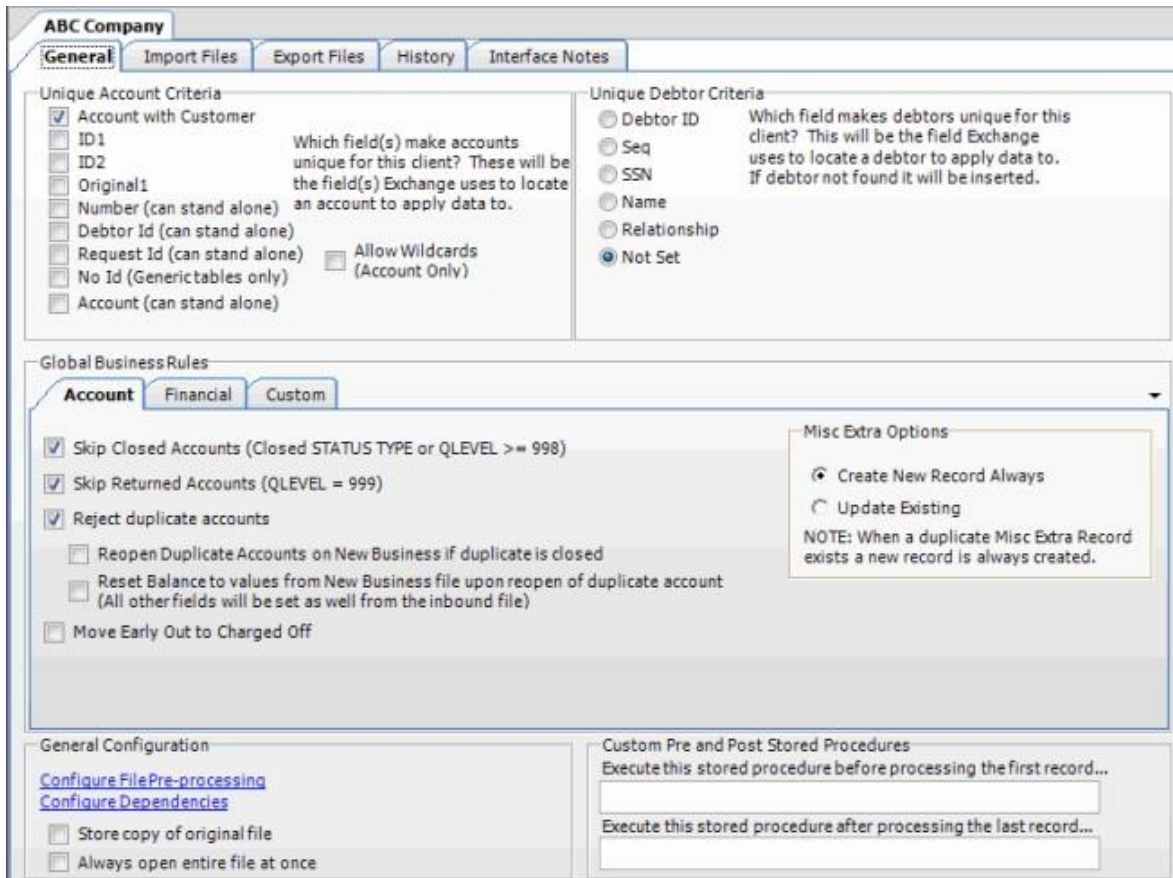 ABC Company
General
Import Files
Export Files
History
Interface Notes
Unique Account Criteria
Account with Customer
ID1
ID2
Original1
Number (can stand alone)
Debtor Id (can stand alone)
Request Id (can stand alone)
No Id (Generic tables only)
Account (can stand alone)
Which field(s) make accounts
unique for this client? These will be
the field(s) Exchange uses to locate
an account to apply data to.
Allow Wildcards
(Account Only)
Unique Debtor Criteria
Debtor ID
Seq
SSN
Name
Relationship
Not Set
Which field makes debtors unique for this
client? This will be the field Exchange
uses to locate a debtor to apply data to.
If debtor not found it will be inserted.
Global Business Rules
Account
Financial
Custom
Skip Closed Accounts (Closed STATUS TYPE or QLEVEL >= 998)
Skip Returned Accounts (QLEVEL = 999)
Reject duplicate accounts
Reopen Duplicate Accounts on New Business if duplicate is closed
Reset Balance to values from New Business file upon reopen of duplicate account
(All other fields will be set as well from the inbound file)
Move Early Out to Charged Off
Misc Extra Options
Create New Record Always
Update Existing
NOTE: When a duplicate Misc Extra Record
exists a new record is always created.
General Configuration
Configure File Pre-processing
Configure Dependencies
Store copy of original file
Always open entire file at once
Custom Pre and Post Stored Procedures
Execute this stored procedure before processing the first record...
Execute this stored procedure after processing the last record...